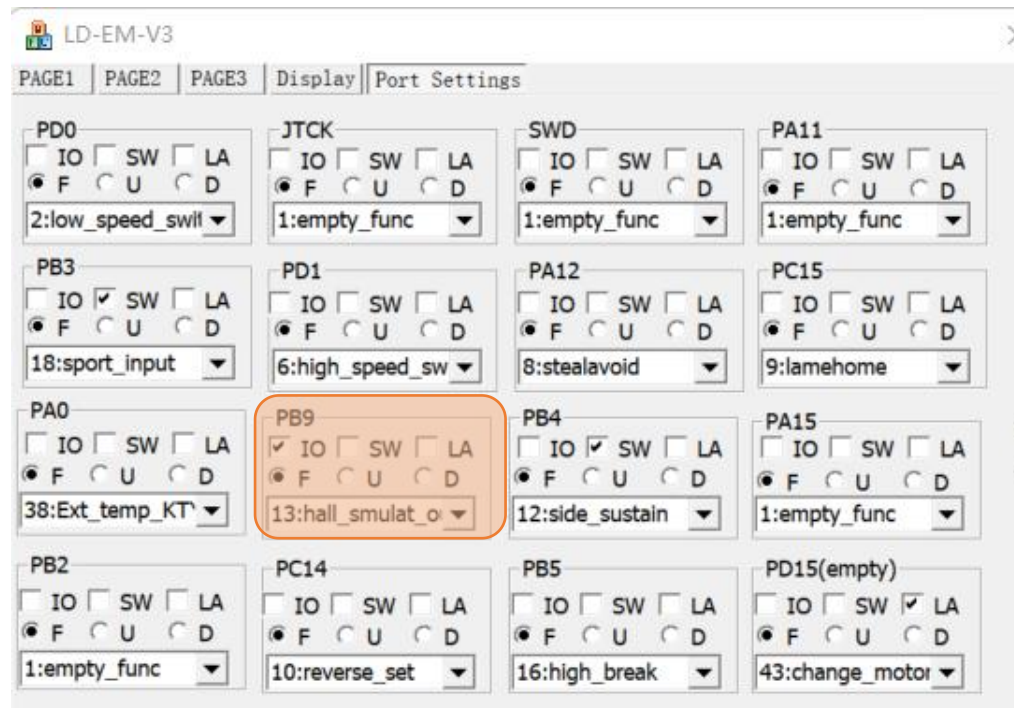 LD-EM-V3
PAGE1 PAGE2 PAGE3 Display Port Settings
PD0 JTCK SWD PA11
IO SW LA IO SW LA IO SW LA IO SW LA
F U D F U D F U D F U D
2:low_speed_swit 1:empty_func 1:empty_func 1:empty_func
PB3 PD1 PA12 PC15
IO SW LA IO SW LA IO SW LA IO SW LA
F U D F U D F U D F U D
18:sport_input 6:high_speed_sw 8:stealavoid 9:lamehome
PA0 PB9 PB4 PA15
IO SW LA IO SW LA IO SW LA IO SW LA
F U D F U D F U D F U D
38:Ext_temp_KTY 13:hall_smulat_o 12:side_sustain 1:empty_func
PB2 PC14 PB5 PD15(empty)
IO SW LA IO SW LA IO SW LA IO SW LA
F U D F U D F U D F U D
1:empty_func 10:reverse_set 16:high_break 43:change_motor